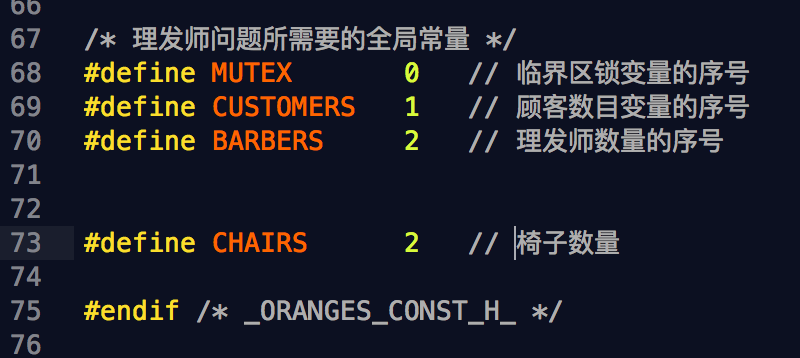 66
67 /* 理发师问题所需要的全局常量 */
68 #define MUTEX 0 // 临界区锁变量的序号
69 #define CUSTOMERS 1 // 顾客数目变量的序号
70 #define BARBERS 2 // 理发师数量的序号
71
72
73 #define CHAIRS 2 // 椅子数量
74
75 #endif /* _ORANGES_CONST_H_ */
76